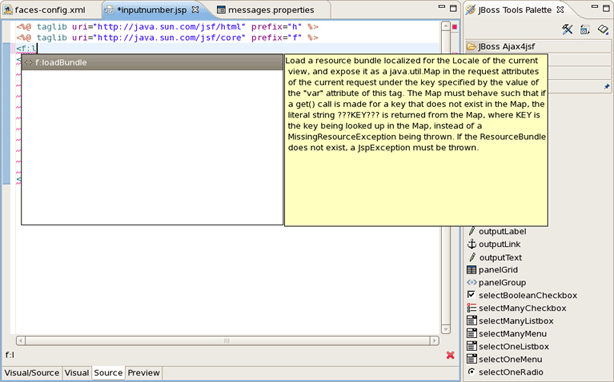 faces-config.xml
*inputnumber.jsp
messages.properties
JBoss Tools Palette
<%@ taglib uri="http://java.sun.com/jsf/html" prefix="h" %>
<%@ taglib uri="http://java.sun.com/jsf/core" prefix="f" %>
<f:l
JBoss Ajax4jsf
f:loadBundle
Load a resource bundle localized for the Locale of the current
view, and expose it as a java.util.Map in the request attributes
of the current request under the key specified by the value of
the "var" attribute of this tag. The Map must behave such that if
a get() call is made for a key that does not exist in the Map, the
literal string ???KEY??? is returned from the Map, where KEY is
the key being looked up in the Map, instead of a
MissingResourceException being thrown. If the ResourceBundle
does not exist, a JspException must be thrown.
outputLabel
outputLink
outputText
panelGrid
panelGroup
selectBooleanCheckbox
selectManyCheckbox
selectManyListbox
selectManyMenu
selectOneListbox
selectOneMenu
selectOneRadio
f:l
Visual/Source
Visual
Source
Preview